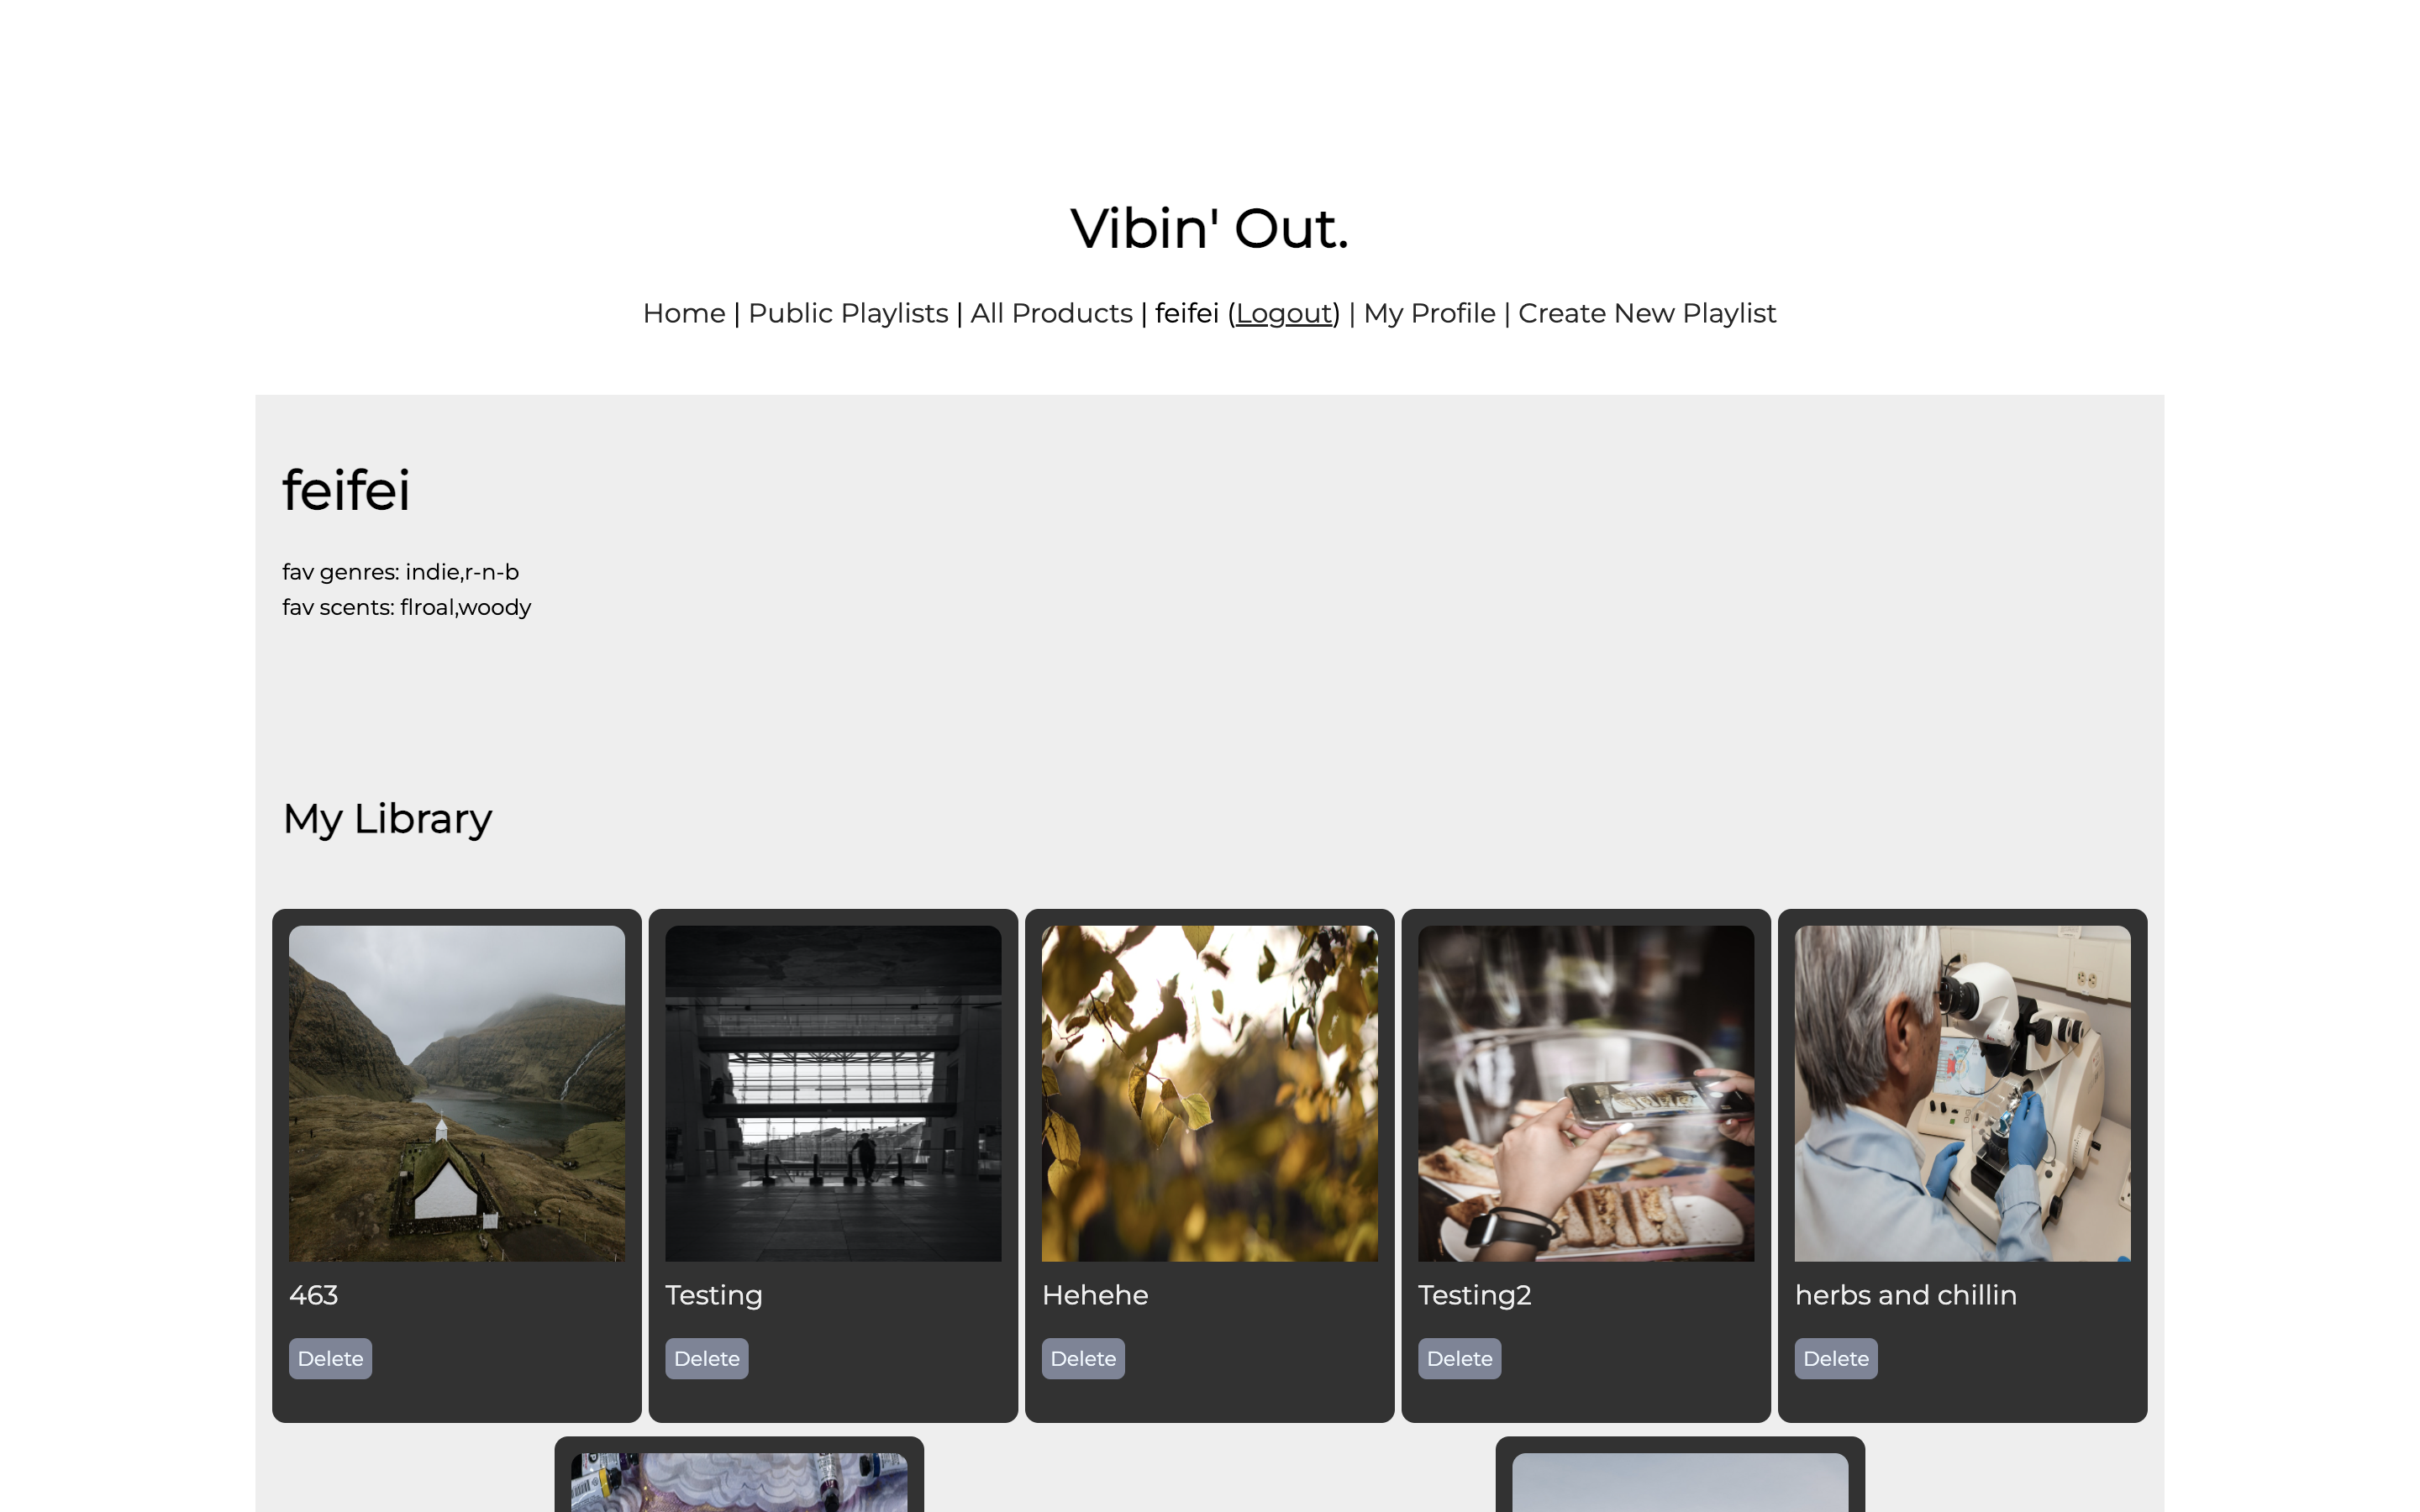 Vibin' Out.
Home | Public Playlists | All Products | feifei (Logout) | My Profile | Create New Playlist
feifei
fav genres: indie,r-n-b
fav scents: flroal,woody
My Library
463
Testing
Hehehe
Testing2
herbs and chillin
Delete
Delete
Delete
Delete
Delete